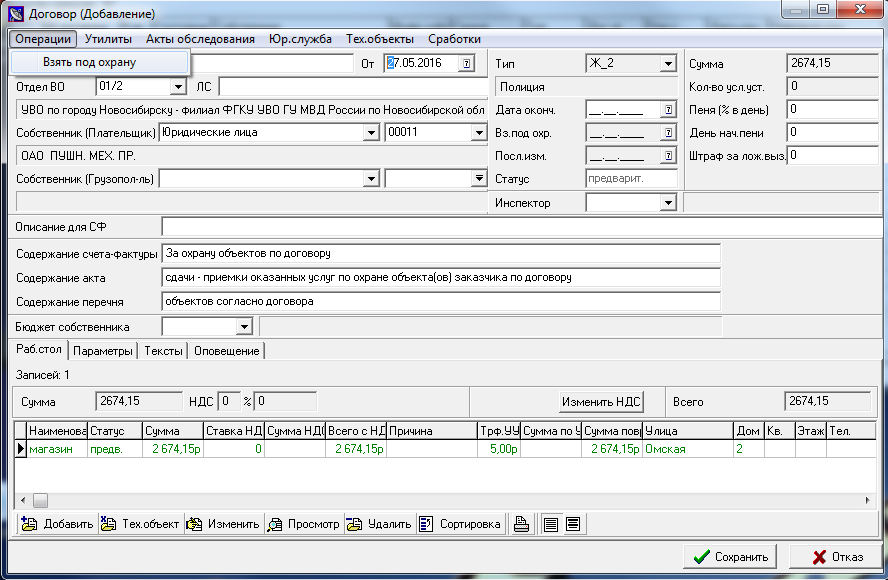 Договор (Добавление)
Операции Утилиты Акты обследования Юр.служба Тех.объекты Сработки
Взять под охрану
От 27.05.2016 Тип Ж_2 Сумма 2674,15
Отдел ВО 01/2 ЛС Полиция Кол-во усл.уст. 0
УВО по городу Новосибирску - филиал ФГКУ УВО ГУ МВД России по Новосибирской обл Дата оконч. __.__.____ Пеня (% в день) 0
Собственник (Плательщик) Юридические лица 00011 Вз.под охр. __.__.____ День нач.пени 0
ОАО ПУШН. МЕХ. ПР. Посл.изм. __.__.____ Штраф за лож.выз. 0
Собственник (Грузопол-ль) Статус предварит.
Инспектор
Описание для СФ
Содержание счета-фактуры За охрану объектов по договору
Содержание акта сдачи - приемки оказанных услуг по охране объекта(ов) заказчика по договору
Содержание перечня объектов согласно договора
Бюджет собственника
Раб.стол Параметры Тексты Оповещение
Записей: 1
Сумма 2674,15 НДС 0 % 0 Изменить НДС Всего 2674,15
Наименова Статус Сумма Ставка НД Сумма НДС Всего с НД Причина Трф.УУ Сумма по У Сумма пов Улица Дом Кв. Этаж Тел.
магазин предв. 2 674,15р 0 2 674,15р 5,00р 2 674,15р Омская 2
Добавить Тех.объект Изменить Просмотр Удалить Сортировка
Сохранить Отказ